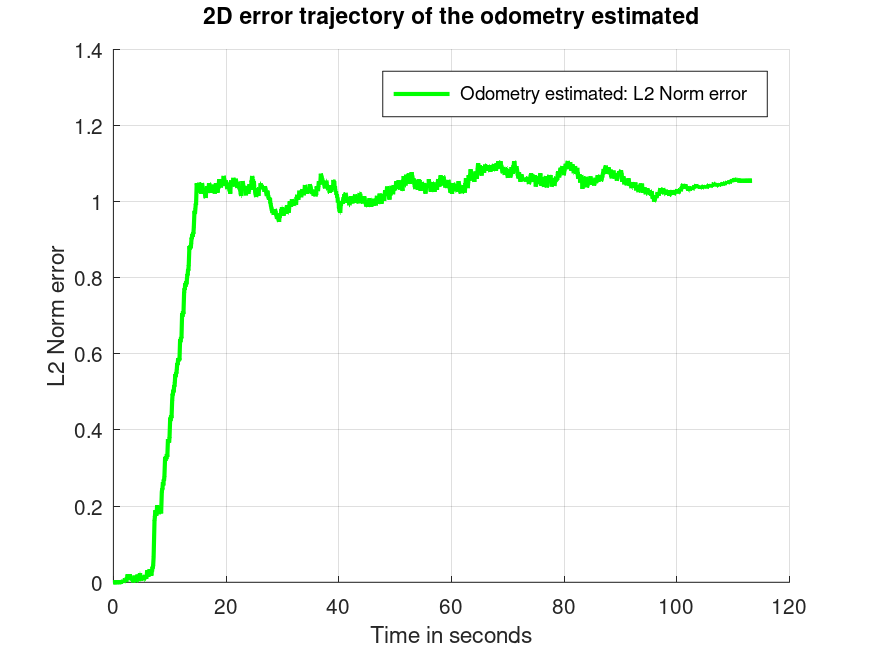 2D error trajectory of the odometry estimated
1.4
Odometry estimated: L2 Norm error
1.2
1
0.8
L2 Norm error
0.6
0.4
0.2
0
0 20 40 60 80 100 120
Time in seconds